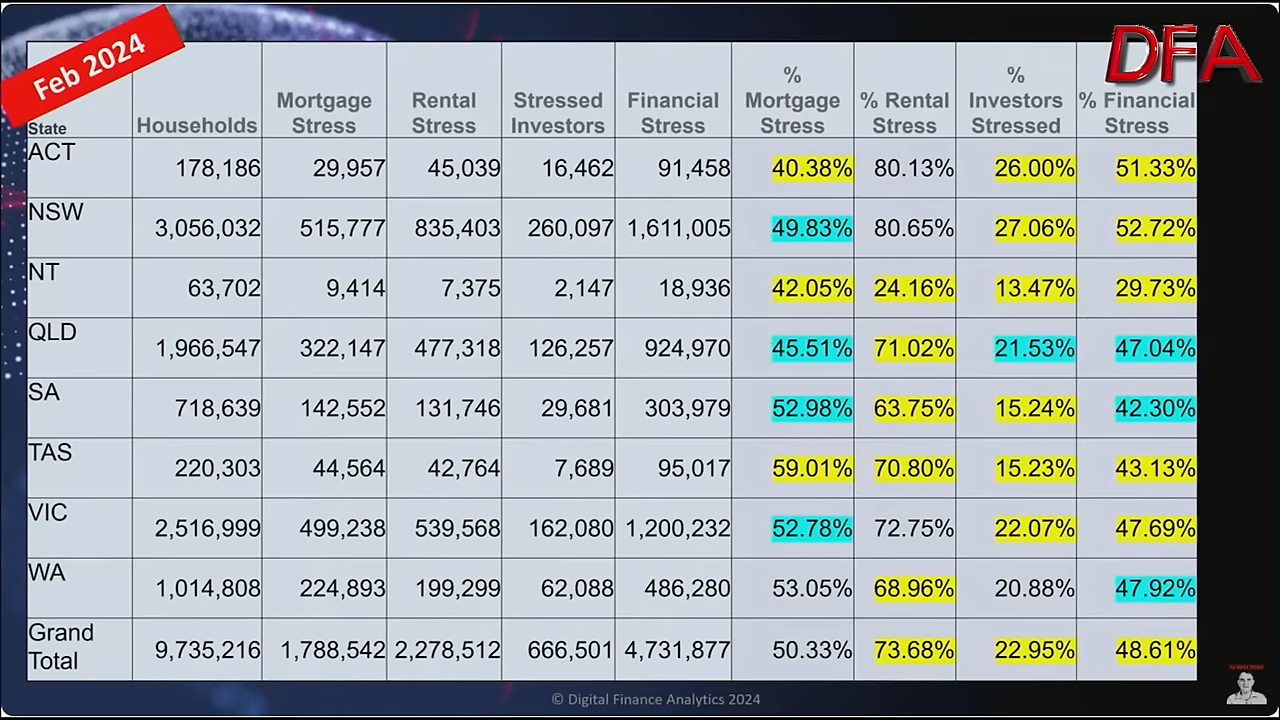 Feb 2024
DFA
State Households Mortgage Stress Rental Stress Stressed Investors Financial Stress % Mortgage Stress % Rental Stress % Investors Stressed % Financial Stress
ACT 178,186 29,957 45,039 16,462 91,458 40.38% 80.13% 26.00% 51.33%
NSW 3,056,032 515,777 835,403 260,097 1,611,005 49.83% 80.65% 27.06% 52.72%
NT 63,702 9,414 7,375 2,147 18,936 42.05% 24.16% 13.47% 29.73%
QLD 1,966,547 322,147 477,318 126,257 924,970 45.51% 71.02% 21.53% 47.04%
SA 718,639 142,552 131,746 29,681 303,979 52.98% 63.75% 15.24% 42.30%
TAS 220,303 44,564 42,764 7,689 95,017 59.01% 70.80% 15.23% 43.13%
VIC 2,516,999 499,238 539,568 162,080 1,200,232 52.78% 72.75% 22.07% 47.69%
WA 1,014,808 224,893 199,299 62,088 486,280 53.05% 68.96% 20.88% 47.92%
Grand Total 9,735,216 1,788,542 2,278,512 666,501 4,731,877 50.33% 73.68% 22.95% 48.61%
© Digital Finance Analytics 2024